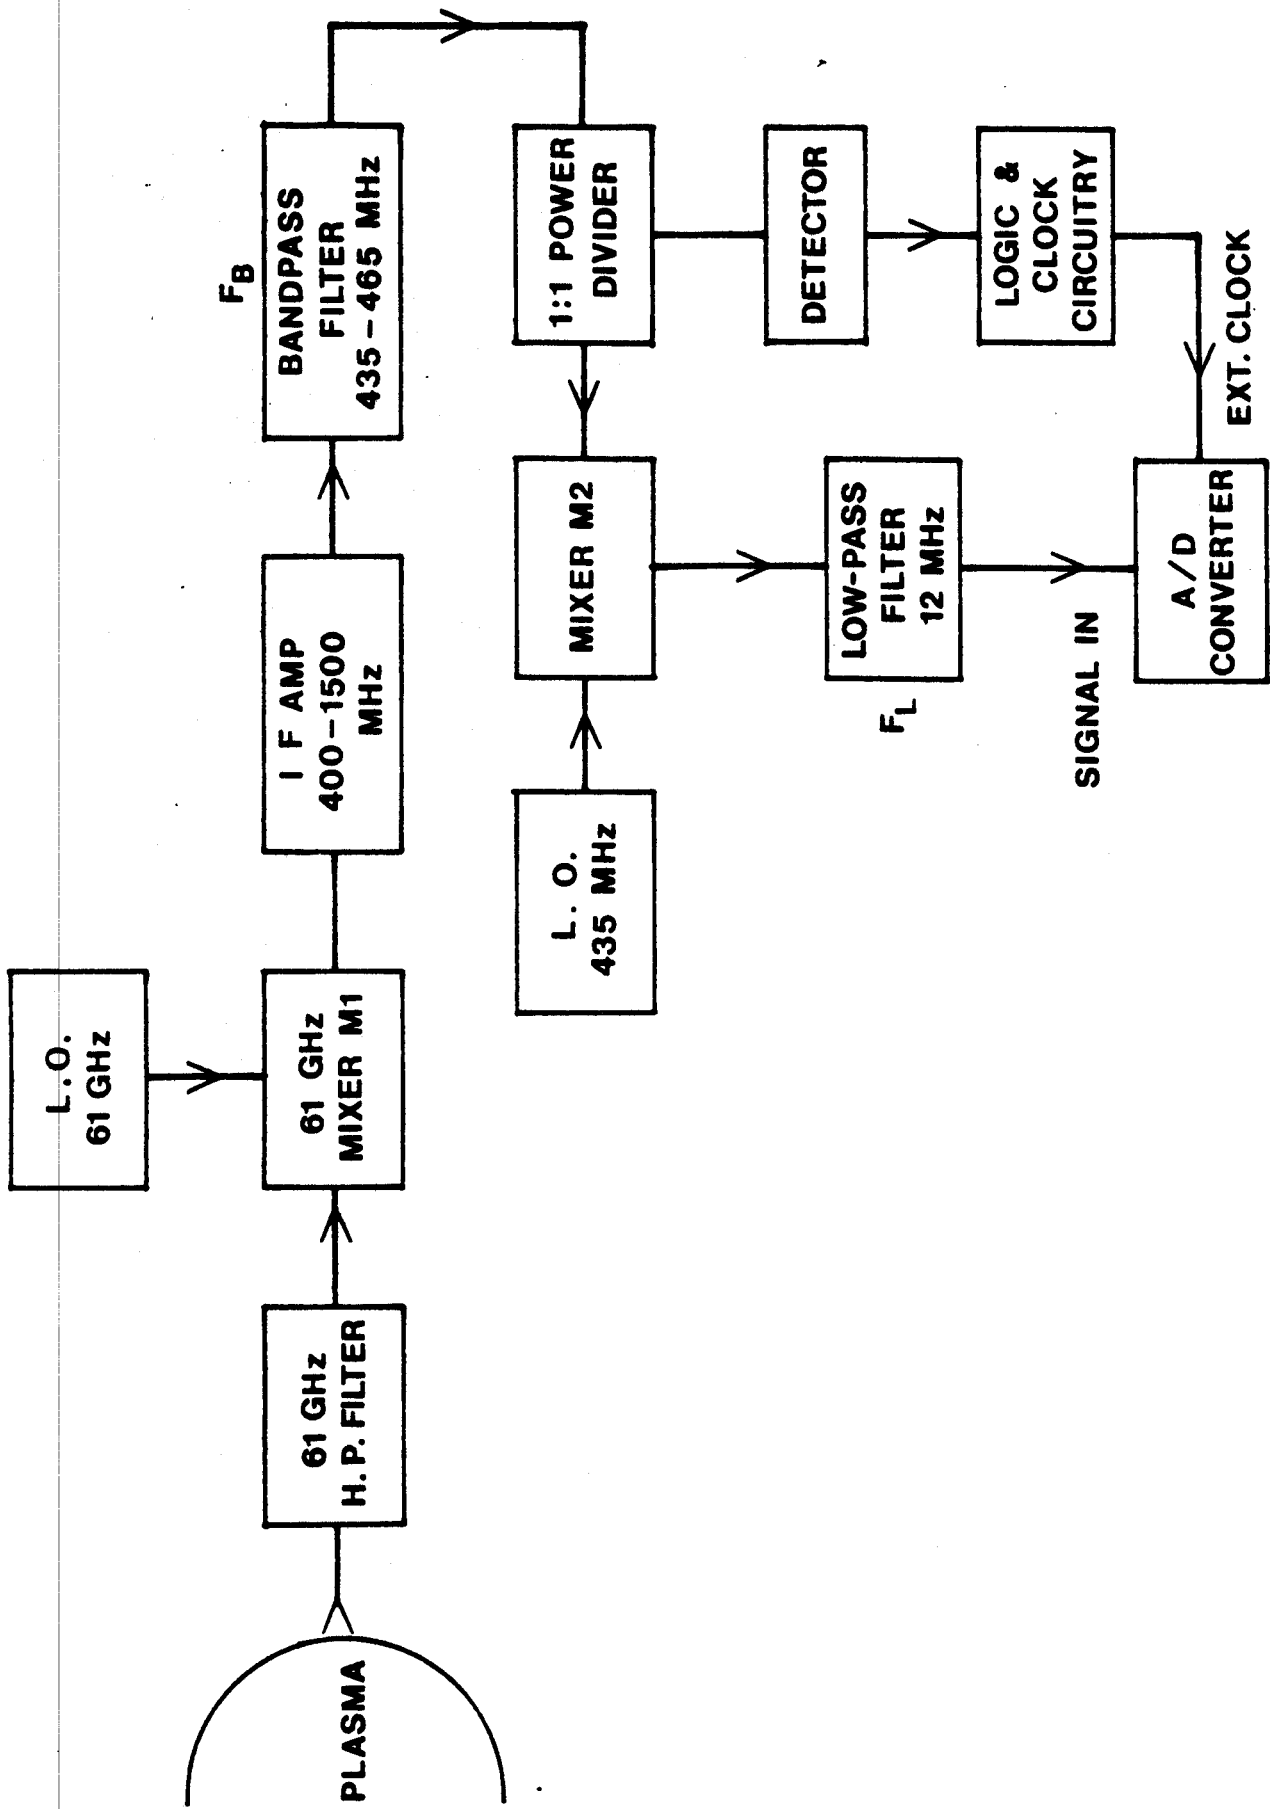 PLASMA
61 GHz
H.P. FILTER
L.O.
61 GHz
61 GHz
MIXER M1
I F AMP
400-1500
MHz
F_B
BANDPASS
FILTER
435-465 MHz
L. O.
435 MHz
MIXER M2
1:1 POWER
DIVIDER
F_L
LOW-PASS
FILTER
12 MHz
DETECTOR
SIGNAL IN
LOGIC &
CLOCK
CIRCUITRY
A/D
CONVERTER
EXT. CLOCK